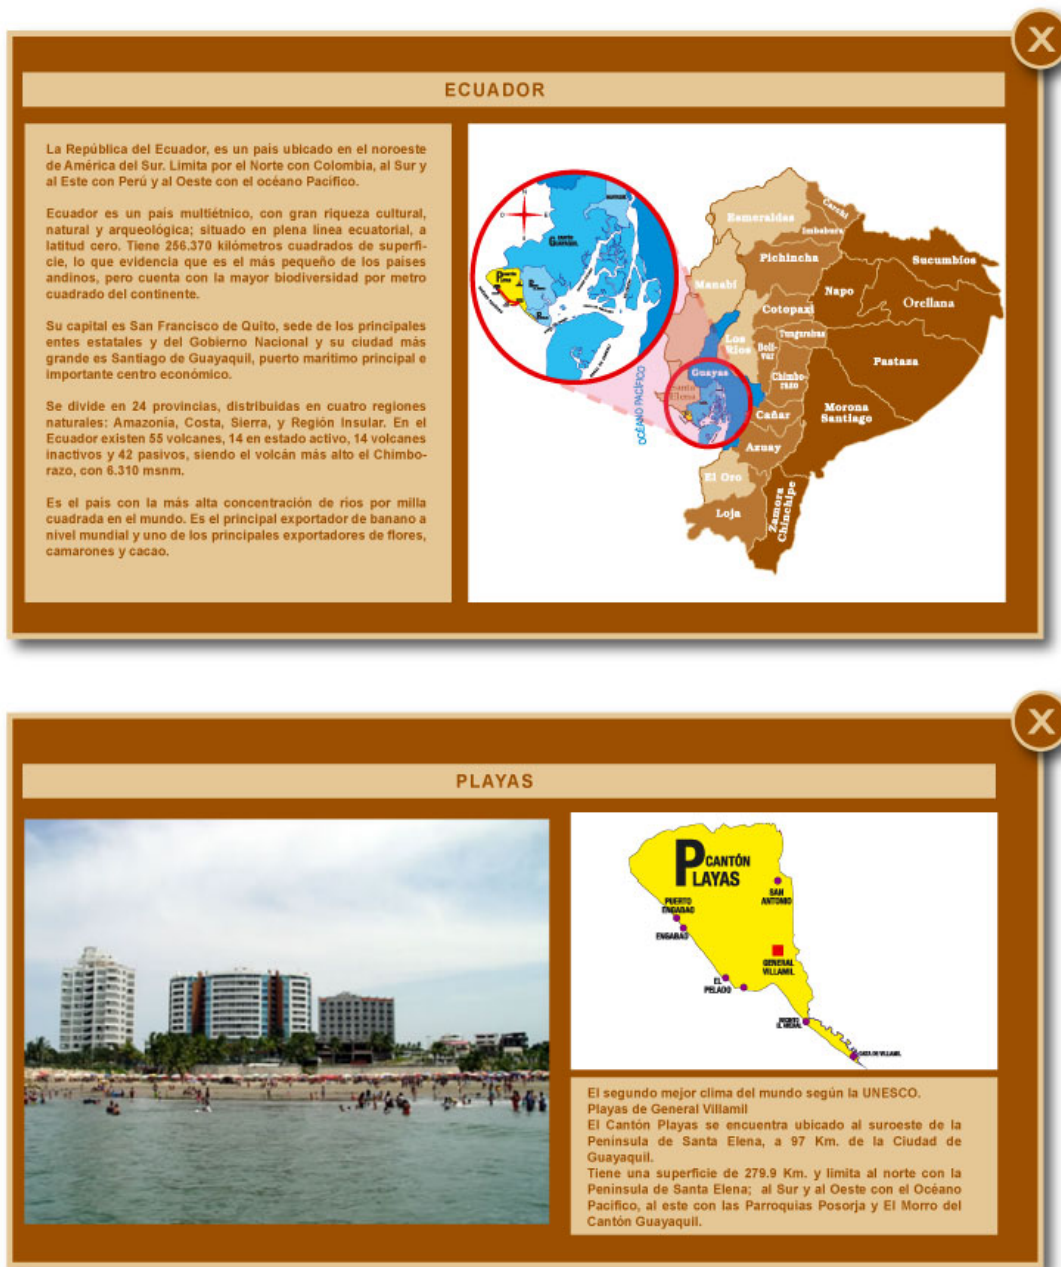 X
ECUADOR
La República del Ecuador, es un país ubicado en el noroeste
de América del Sur. Limita por el Norte con Colombia, al Sur y
al Este con Perú y al Oeste con el océano Pacífico.
Ecuador es un país multiétnico, con gran riqueza cultural,
natural y arqueológica; situado en plena línea ecuatorial, a
latitud cero. Tiene 256.370 kilómetros cuadrados de superfi-
cie, lo que evidencia que es el más pequeño de los países
andinos, pero cuenta con la mayor biodiversidad por metro
cuadrado del continente.
Su capital es San Francisco de Quito, sede de los principales
entes estatales y del Gobierno Nacional y su ciudad más
grande es Santiago de Guayaquil, puerto marítimo principal e
importante centro económico.
Se divide en 24 provincias, distribuidas en cuatro regiones
naturales: Amazonía, Costa, Sierra, y Región Insular. En el
Ecuador existen 55 volcanes, 14 en estado activo, 14 volcanes
inactivos y 42 pasivos, siendo el volcán más alto el Chimbo-
razo, con 6.310 msnm.
Es el país con la más alta concentración de ríos por milla
cuadrada en el mundo. Es el principal exportador de banano a
nivel mundial y uno de los principales exportadores de flores,
camarones y cacao.
Esmeraldas
Carchi
Imbabura
Pichincha
Sucumbíos
Manabí
Napo
Orellana
Cotopaxi
Los
Ríos
Bolí-
var
Tungurahua
Pastaza
Guayas
Chimbo-
razo
Santa
Elena
OCÉANO PACÍFICO
Cañar
Morona
Santiago
Azuay
El Oro
Loja
Zamora
Chinchipe
X
PLAYAS
CANTÓN
PLAYAS
SAN
ANTONIO
PUERTO
ENGABAO
ENGABAO
GENERAL
VILLAMIL
EL
PELADO
DATA DE VILLAMIL
El segundo mejor clima del mundo según la UNESCO.
Playas de General Villamil
El Cantón Playas se encuentra ubicado al suroeste de la
Península de Santa Elena, a 97 Km. de la Ciudad de
Guayaquil.
Tiene una superficie de 279.9 Km. y limita al norte con la
Península de Santa Elena; al Sur y al Oeste con el Océano
Pacífico, al este con las Parroquias Posorja y El Morro del
Cantón Guayaquil.